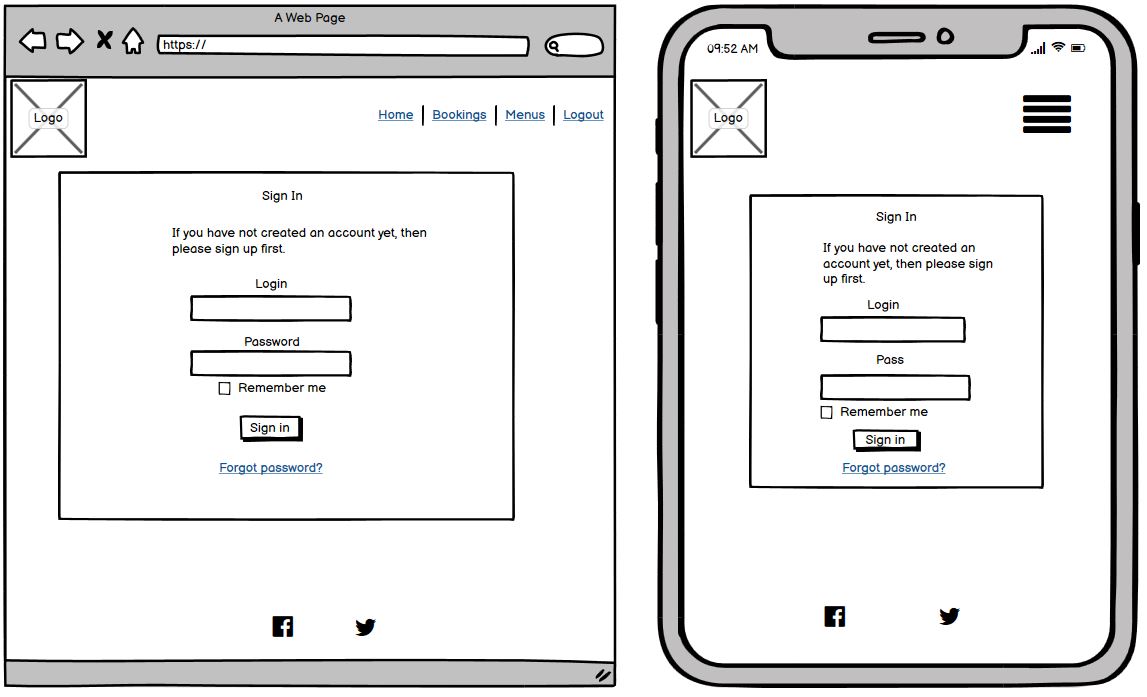 A Web Page
https://
Logo
Home Bookings Menus Logout
Sign In
If you have not created an account yet, then
please sign up first.
Login
Password
Remember me
Sign in
Forgot password?
09:52 AM
Logo
Sign In
If you have not created an
account yet, then please sign
up first.
Login
Pass
Remember me
Sign in
Forgot password?